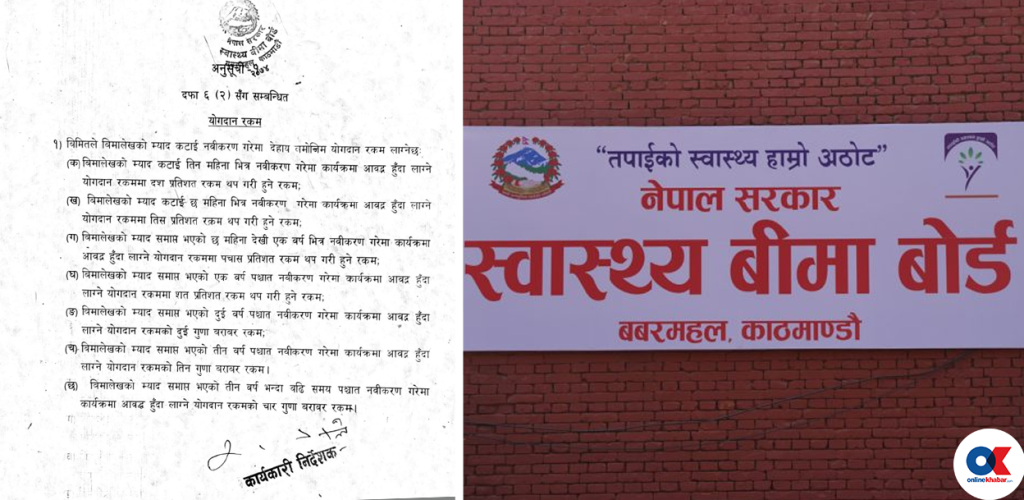 नेपाल सरकार
स्वास्थ्य बीमा बोर्ड
काठमाडौं
अनुसूची-१
दफा ६ (२) सँग सम्बन्धित
योगदान रकम
१) बिमितले बिमालेखको म्याद कटाई नवीकरण गरेमा देहाय बमोजिम योगदान रकम लाग्नेछः
(क) बिमालेखको म्याद कटाई तिन महिना भित्र नवीकरण गरेमा कार्यक्रमा आवद्ध हुँदा लाग्ने
योगदान रकममा दश प्रतिशत रकम थप गरी हुने रकम;
(ख) बिमालेखको म्याद कटाई छ महिना भित्र नवीकरण गरेमा कार्यक्रमा आवद्ध हुँदा लाग्ने
योगदान रकममा तिस प्रतिशत रकम थप गरी हुने रकम;
(ग) बिमालेखको म्याद समाप्त भएको छ महिना देखी एक वर्ष भित्र नवीकरण गरेमा कार्यक्रमा
आवद्ध हुँदा लाग्ने योगदान रकममा पचास प्रतिशत रकम थप गरी हुने रकम;
(घ) बिमालेखको म्याद समाप्त भएको एक वर्ष पश्चात नवीकरण गरेमा कार्यक्रमा आवद्ध हुँदा
लाग्ने योगदान रकममा शत प्रतिशत रकम थप गरी हुने रकम;
(ङ) बिमालेखको म्याद समाप्त भएको दुई वर्ष पश्चात नवीकरण गरेमा कार्यक्रमा आवद्ध हुँदा
लाग्ने योगदान रकमको दुई गुणा बराबर रकम;
(च) बिमालेखको म्याद समाप्त भएको तीन वर्ष पश्चात नवीकरण गरेमा कार्यक्रमा आवद्ध हुँदा
लाग्ने योगदान रकमको तिन गुणा बराबर रकम।
(छ) बिमालेखको म्याद समाप्त भएको तीन वर्ष भन्दा बढि समय पश्चात नवीकरण गरेमा
कार्यक्रमा आवद्ध हुँदा लाग्ने योगदान रकमको चार गुणा बराबर रकम।
कार्यकारी निर्देशक
“तपाईको स्वास्थ्य हाम्रो अठोट”
नेपाल सरकार
स्वास्थ्य बीमा बोर्ड
बबरमहल, काठमाण्डौ
onlinekhabar.com